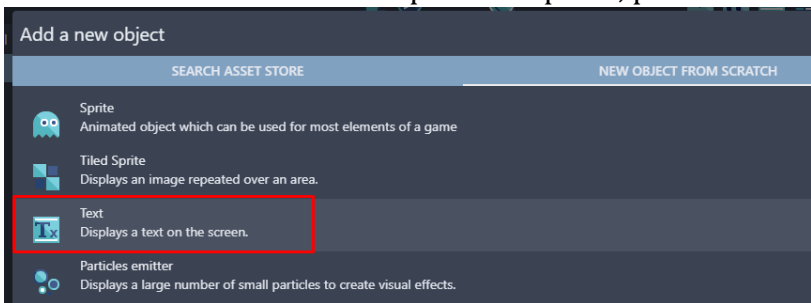 Add a new object
SEARCH ASSET STORE NEW OBJECT FROM SCRATCH
Sprite
Animated object which can be used for most elements of a game
Tiled Sprite
Displays an image repeated over an area.
Tx Text
Displays a text on the screen.
Particles emitter
Displays a large number of small particles to create visual effects.